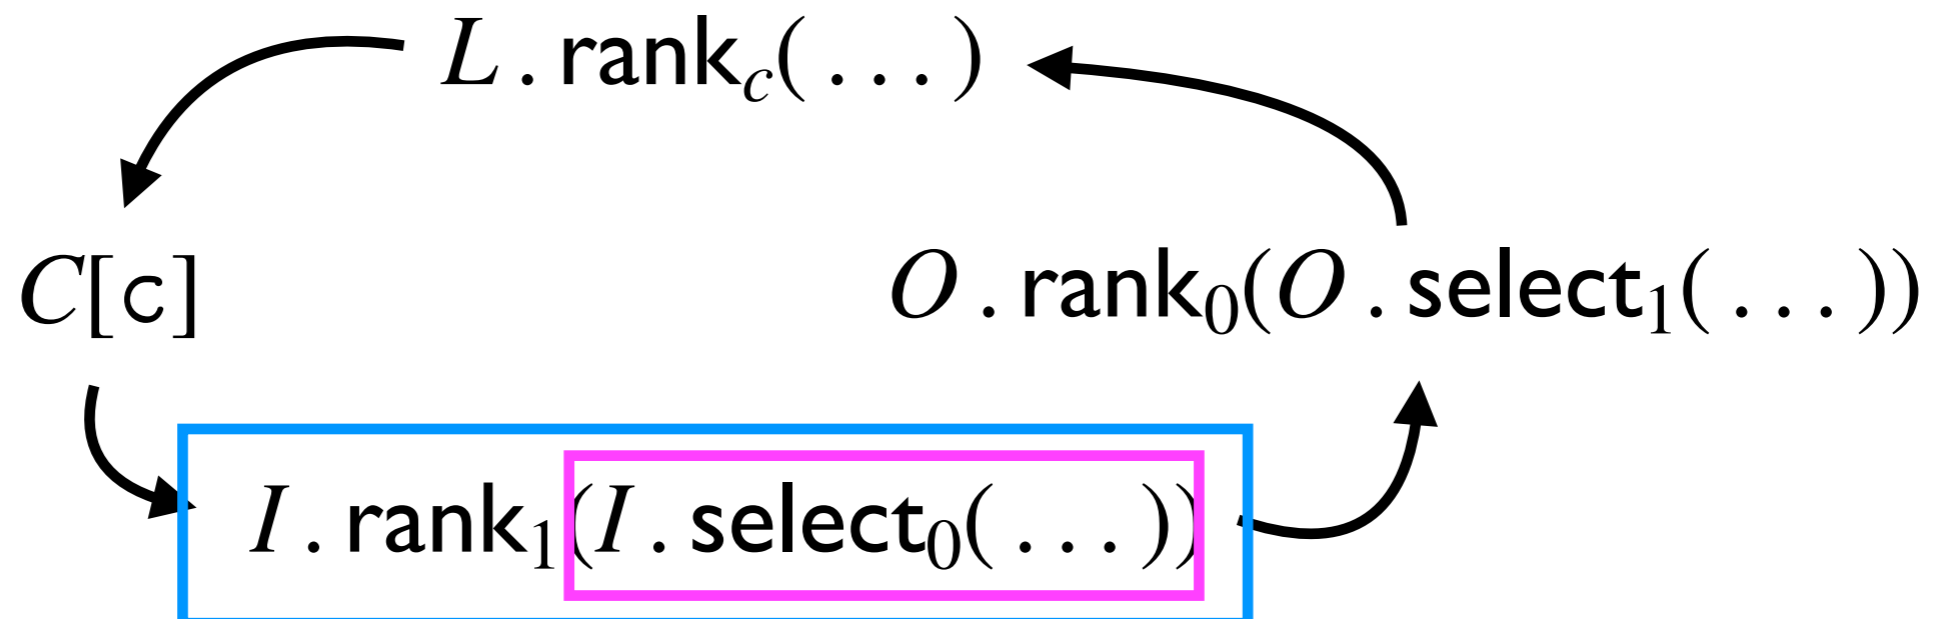 L . rank_c(...)
C[c]
O . rank_0(O . select_1(...))
I . rank_1(I . select_0(...))